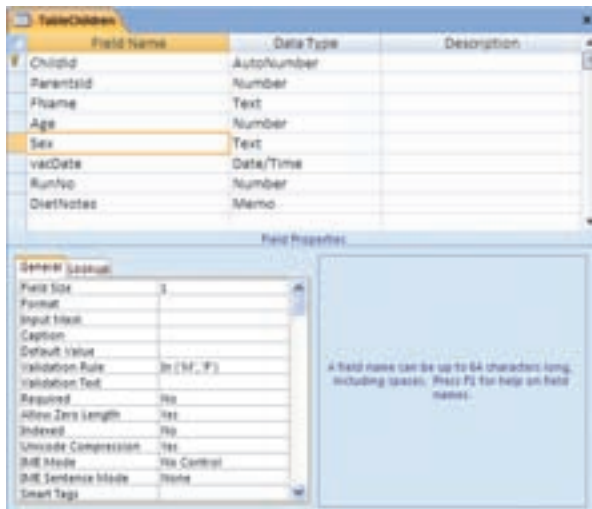 TableChildren
Field Name Data Type Description
ChildId AutoNumber
ParentsId Number
Fname Text
Age Number
Sex Text
vacDate Date/Time
RunNo Number
DietNotes Memo
Field Properties
General Lookup
Field Size 1
Format
Input Mask
Caption
Default Value
Validation Rule In ('M', 'F')
Validation Text
Required No
Allow Zero Length Yes
Indexed No
Unicode Compression Yes
IME Mode No Control
IME Sentence Mode None
Smart Tags
A field name can be up to 64 characters long,
including spaces. Press F1 for help on field
names.